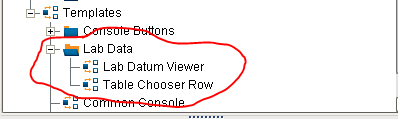 Templates
Console Buttons
Lab Data
Lab Datum Viewer
Table Chooser Row
Common Console